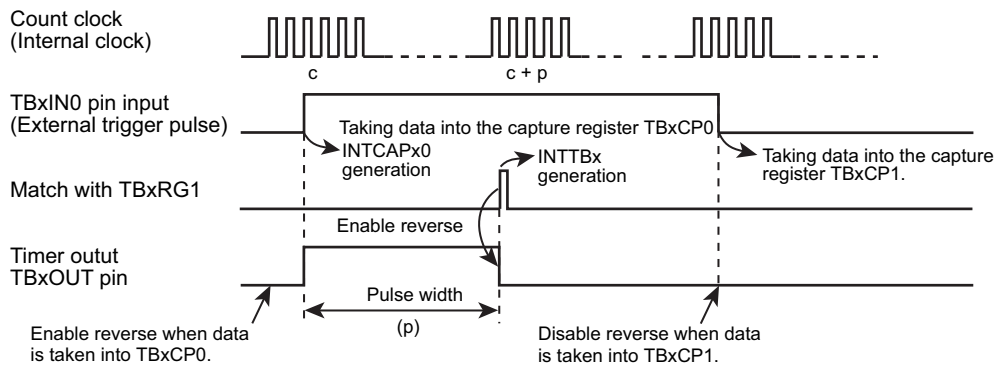 Count clock
(Internal clock)
c
c + p
TBxIN0 pin input
(External trigger pulse)
Taking data into the capture register TBxCP0
INTCAPx0
generation
INTTBx
generation
Taking data into the capture
register TBxCP1.
Match with TBxRG1
Enable reverse
Timer outut
TBxOUT pin
Pulse width
(p)
Enable reverse when data
is taken into TBxCP0.
Disable reverse when data
is taken into TBxCP1.